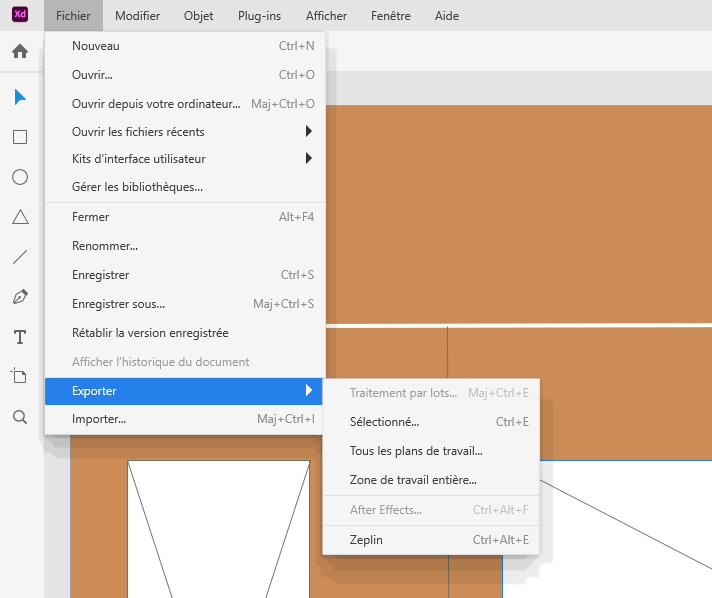 Xd Fichier Modifier Objet Plug-ins Afficher Fenêtre Aide
Nouveau Ctrl+N
Ouvrir... Ctrl+O
Ouvrir depuis votre ordinateur... Maj+Ctrl+O
Ouvrir les fichiers récents
Kits d’interface utilisateur
Gérer les bibliothèques...
Fermer Alt+F4
Renommer...
Enregistrer Ctrl+S
Enregistrer sous... Maj+Ctrl+S
Rétablir la version enregistrée
Afficher l’historique du document
Exporter
Importer... Maj+Ctrl+I
Traitement par lots... Maj+Ctrl+E
Sélectionné... Ctrl+E
Tous les plans de travail...
Zone de travail entière...
After Effects... Ctrl+Alt+F
Zeplin Ctrl+Alt+E